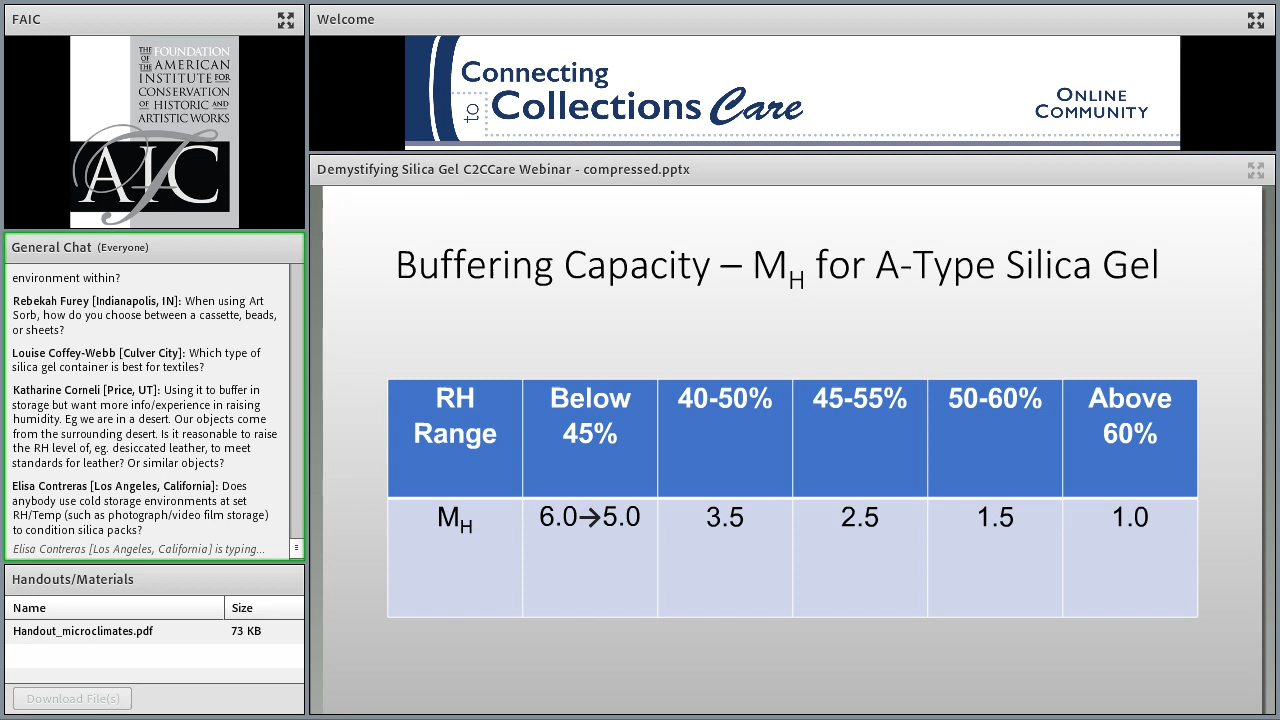 FAIC
THE FOUNDATION
OF THE AMERICAN
INSTITUTE FOR
CONSERVATION
OF HISTORIC AND
ARTISTIC WORKS
AIC
General Chat (Everyone)
environment within?
Rebekah Furey [Indianapolis, IN]: When using Art
Sorb, how do you choose between a cassette, beads,
or sheets?
Louise Coffey-Webb [Culver City]: Which type of
silica gel container is best for textiles?
Katharine Corneli [Price, UT]: Using it to buffer in
storage but want more info/experience in raising
humidity. Eg we are in a desert. Our objects come
from the surrounding desert. Is it reasonable to raise
the RH level of, eg. desiccated leather, to meet
standards for leather? Or similar objects?
Elisa Contreras [Los Angeles, California]: Does
anybody use cold storage environments at set
RH/Temp (such as photograph/video film storage)
to condition silica packs?
Elisa Contreras [Los Angeles, California] is typing...
Handouts/Materials
Name Size
Handout_microclimates.pdf 73 KB
Download File(s)
Welcome
Connecting
to Collections Care
ONLINE
COMMUNITY
Demystifying Silica Gel C2CCare Webinar - compressed.pptx
Buffering Capacity – MH for A-Type Silica Gel
RH Range Below 45% 40-50% 45-55% 50-60% Above 60%
MH 6.0→5.0 3.5 2.5 1.5 1.0